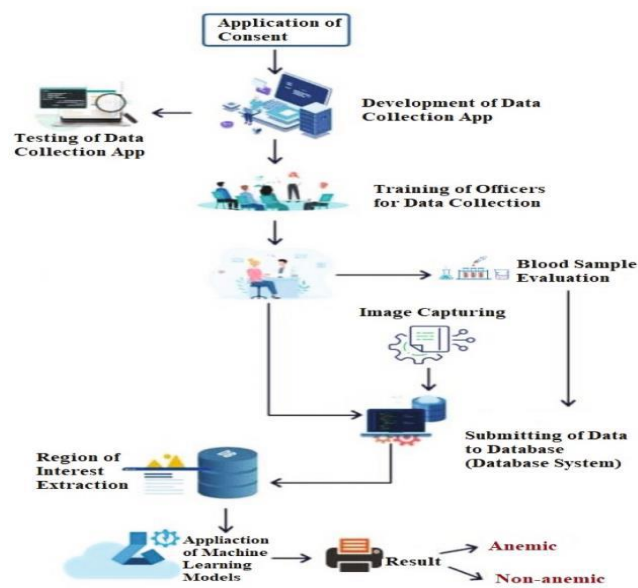 Application of
Consent
Development of Data
Collection App
Testing of Data
Collection App
Training of Officers
for Data Collection
Blood Sample
Evaluation
Image Capturing
Submitting of Data
to Database
(Database System)
Region of
Interest
Extraction
Appliaction
of Machine
Learning
Models
Result
Anemic
Non-anemic